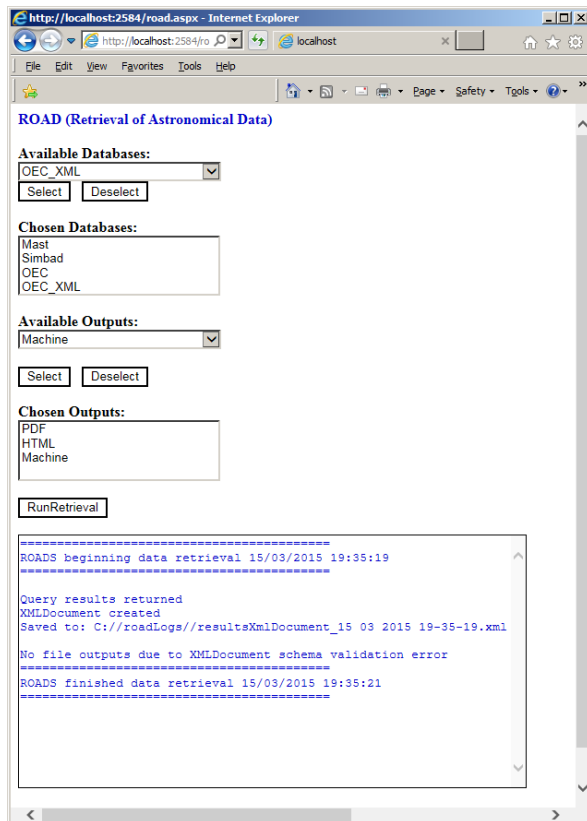 http://localhost:2584/road.aspx - Internet Explorer
http://localhost:2584/ro
localhost
File Edit View Favorites Tools Help
Page Safety Tools
ROAD (Retrieval of Astronomical Data)
Available Databases:
OEC_XML
Select Deselect
Chosen Databases:
Mast
Simbad
OEC
OEC_XML
Available Outputs:
Machine
Select Deselect
Chosen Outputs:
PDF
HTML
Machine
RunRetrieval
==========================================
ROADS beginning data retrieval 15/03/2015 19:35:19
==========================================
Query results returned
XMLDocument created
Saved to: C://roadLogs//resultsXmlDocument_15 03 2015 19-35-19.xml
No file outputs due to XMLDocument schema validation error
==========================================
ROADS finished data retrieval 15/03/2015 19:35:21
==========================================